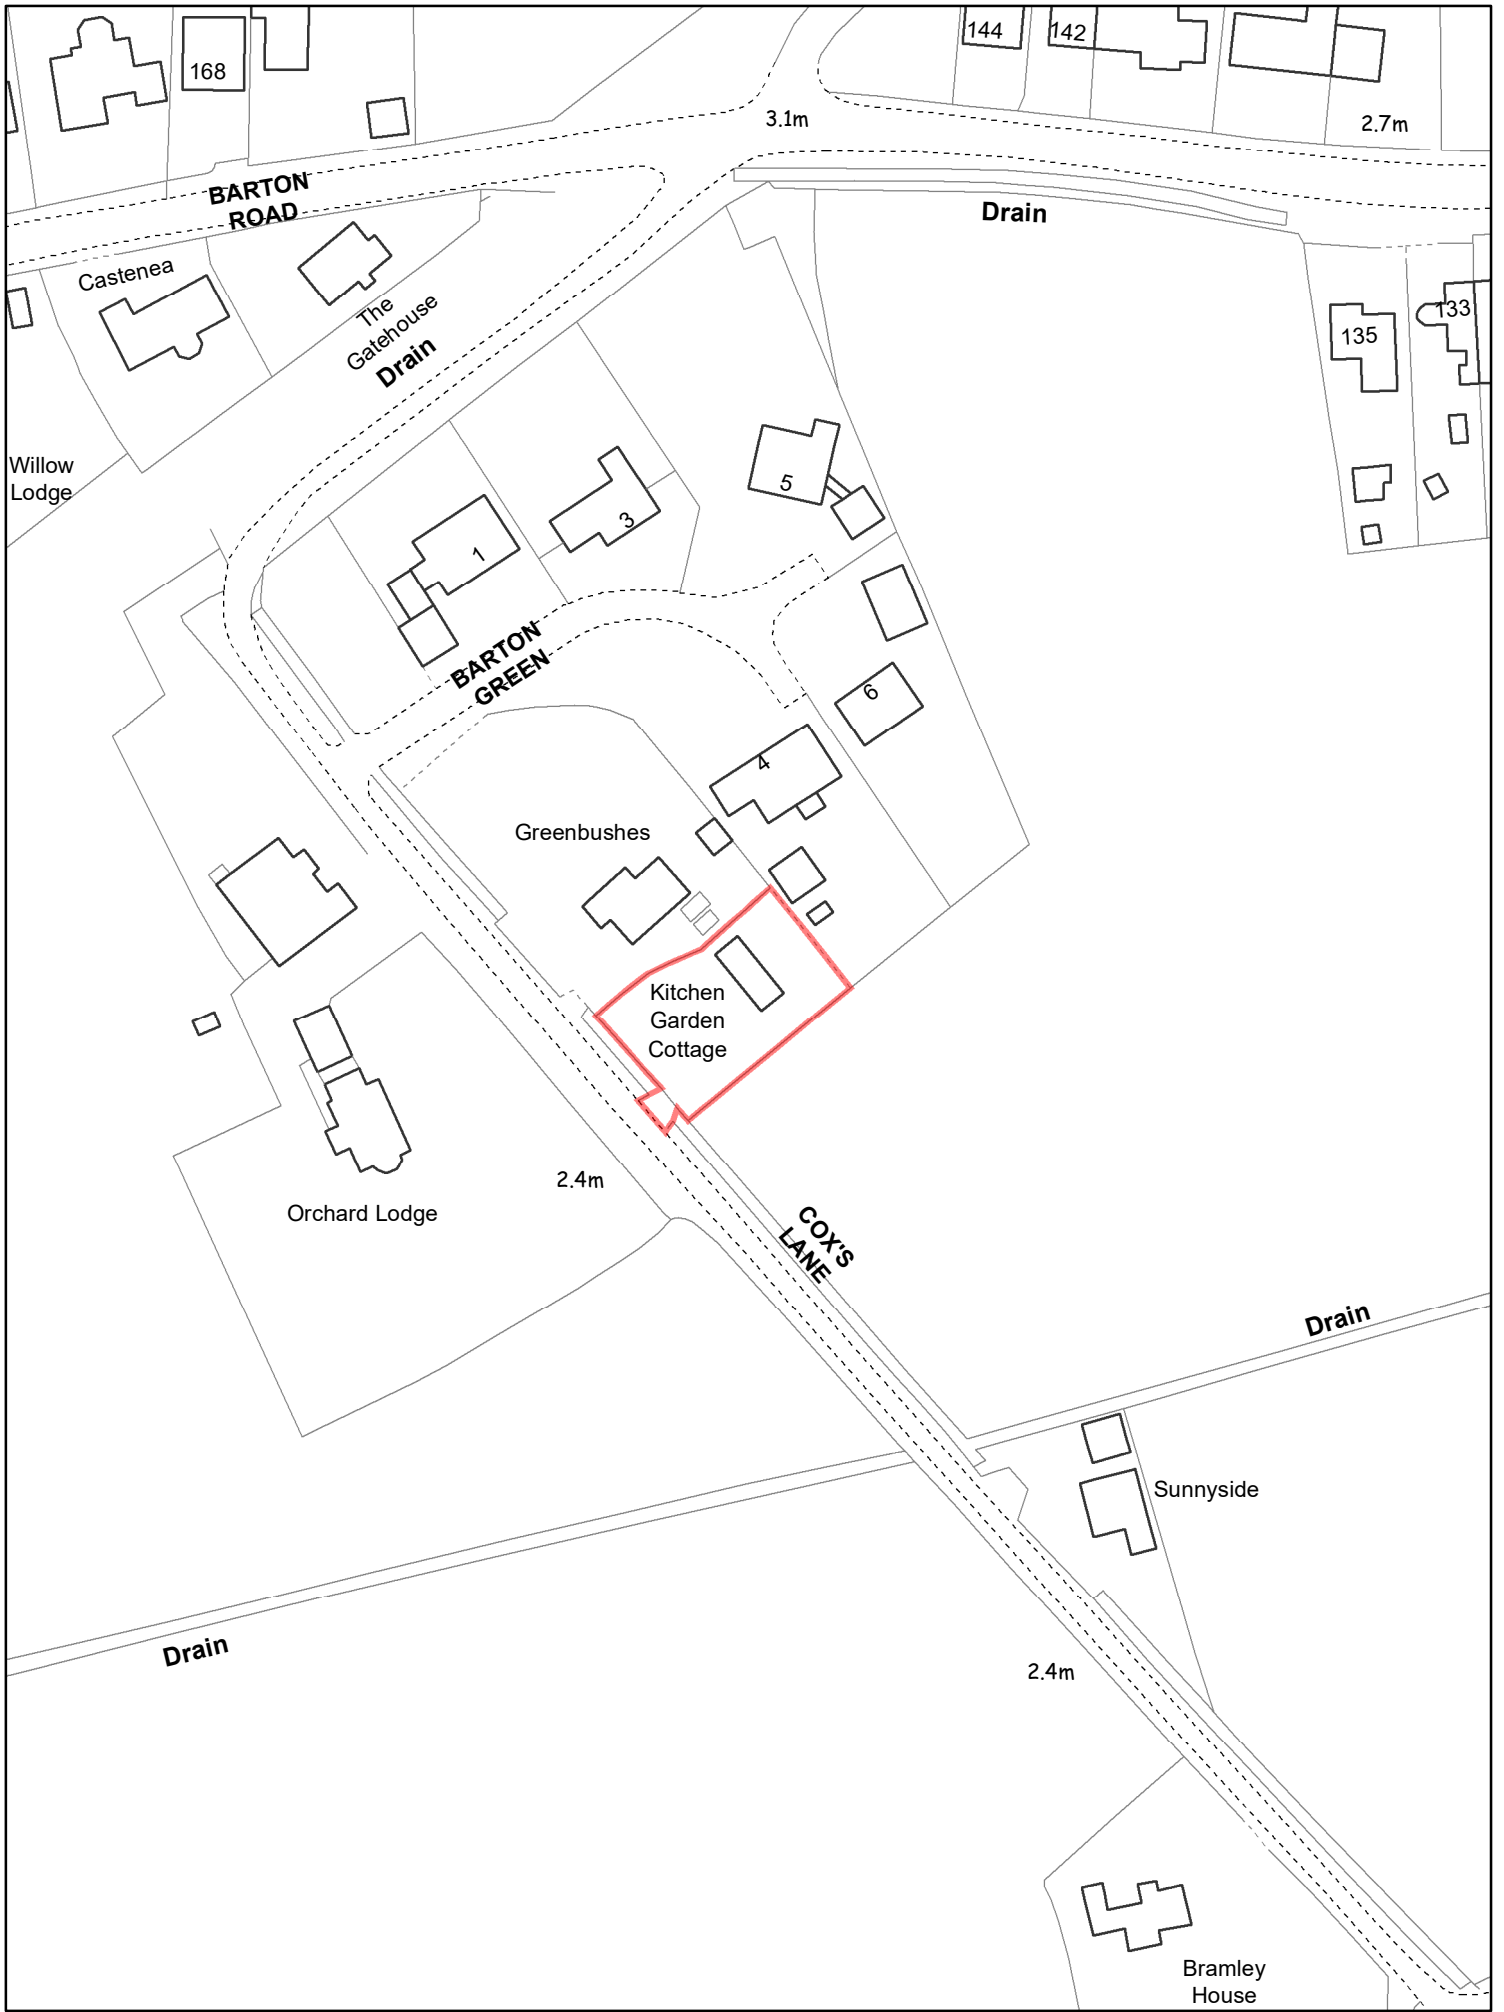 144
142
168
3.1m
2.7m
BARTON
ROAD
Drain
Castenea
The
Gatehouse
Drain
135
133
Willow
Lodge
5
3
1
BARTON
GREEN
6
4
Greenbushes
Kitchen
Garden
Cottage
2.4m
Orchard Lodge
COX'S
LANE
Drain
Sunnyside
Drain
2.4m
Bramley
House